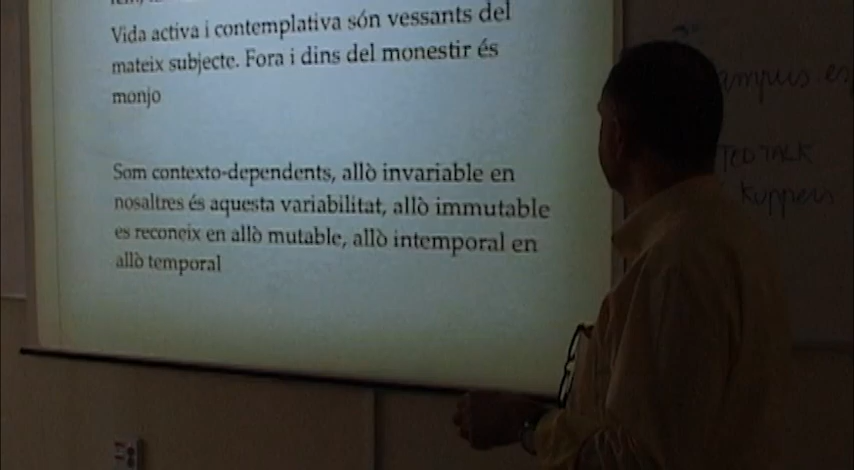 Vida activa i contemplativa són vessants del
mateix subjecte. Fora i dins del monestir és
monjo
Som contexto-dependents, allò invariable en
nosaltres és aquesta variabilitat, allò immutable
es reconeix en allò mutable, allò intemporal en
allò temporal
TED TALK
Kuppers